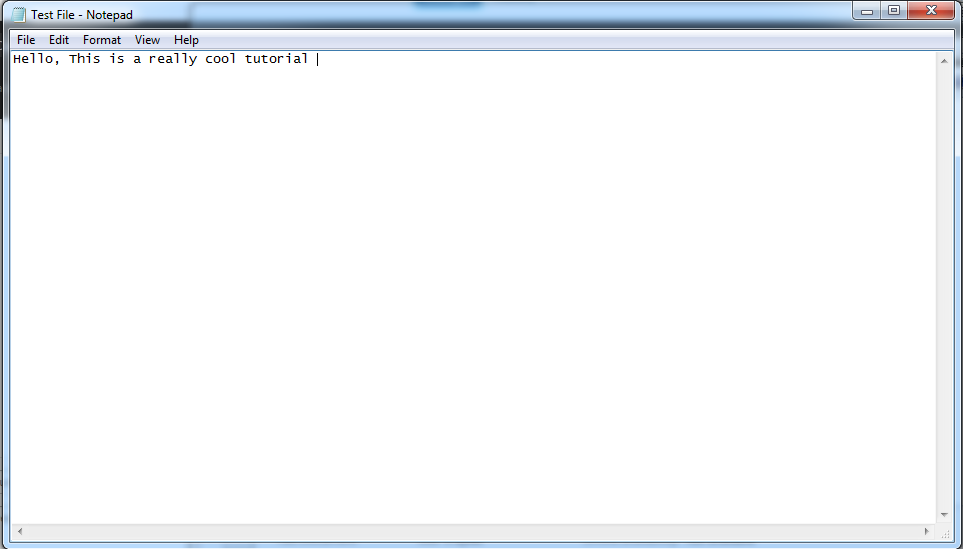 Test File - Notepad
File Edit Format View Help
Hello, This is a really cool tutorial